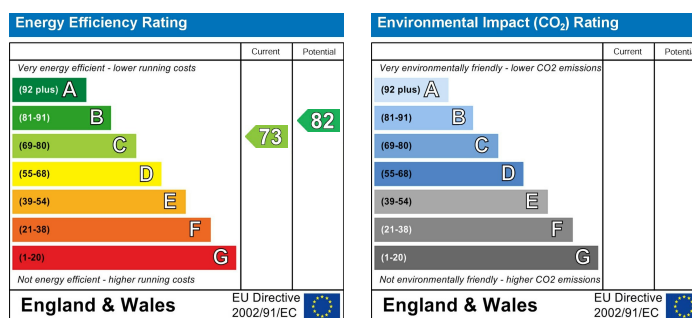 Energy Efficiency Rating
Current
Potential
Very energy efficient - lower running costs
(92 plus) A
(81-91) B
(69-80) C
(55-68) D
(39-54) E
(21-38) F
(1-20) G
73
82
Not energy efficient - higher running costs
England & Wales
EU Directive
2002/91/EC
Environmental Impact (CO₂) Rating
Current
Potenti
Very environmentally friendly - lower CO2 emissions
(92 plus) A
(81-91) B
(69-80) C
(55-68) D
(39-54) E
(21-38) F
(1-20) G
Not environmentally friendly - higher CO2 emissions
England & Wales
EU Directive
2002/91/EC